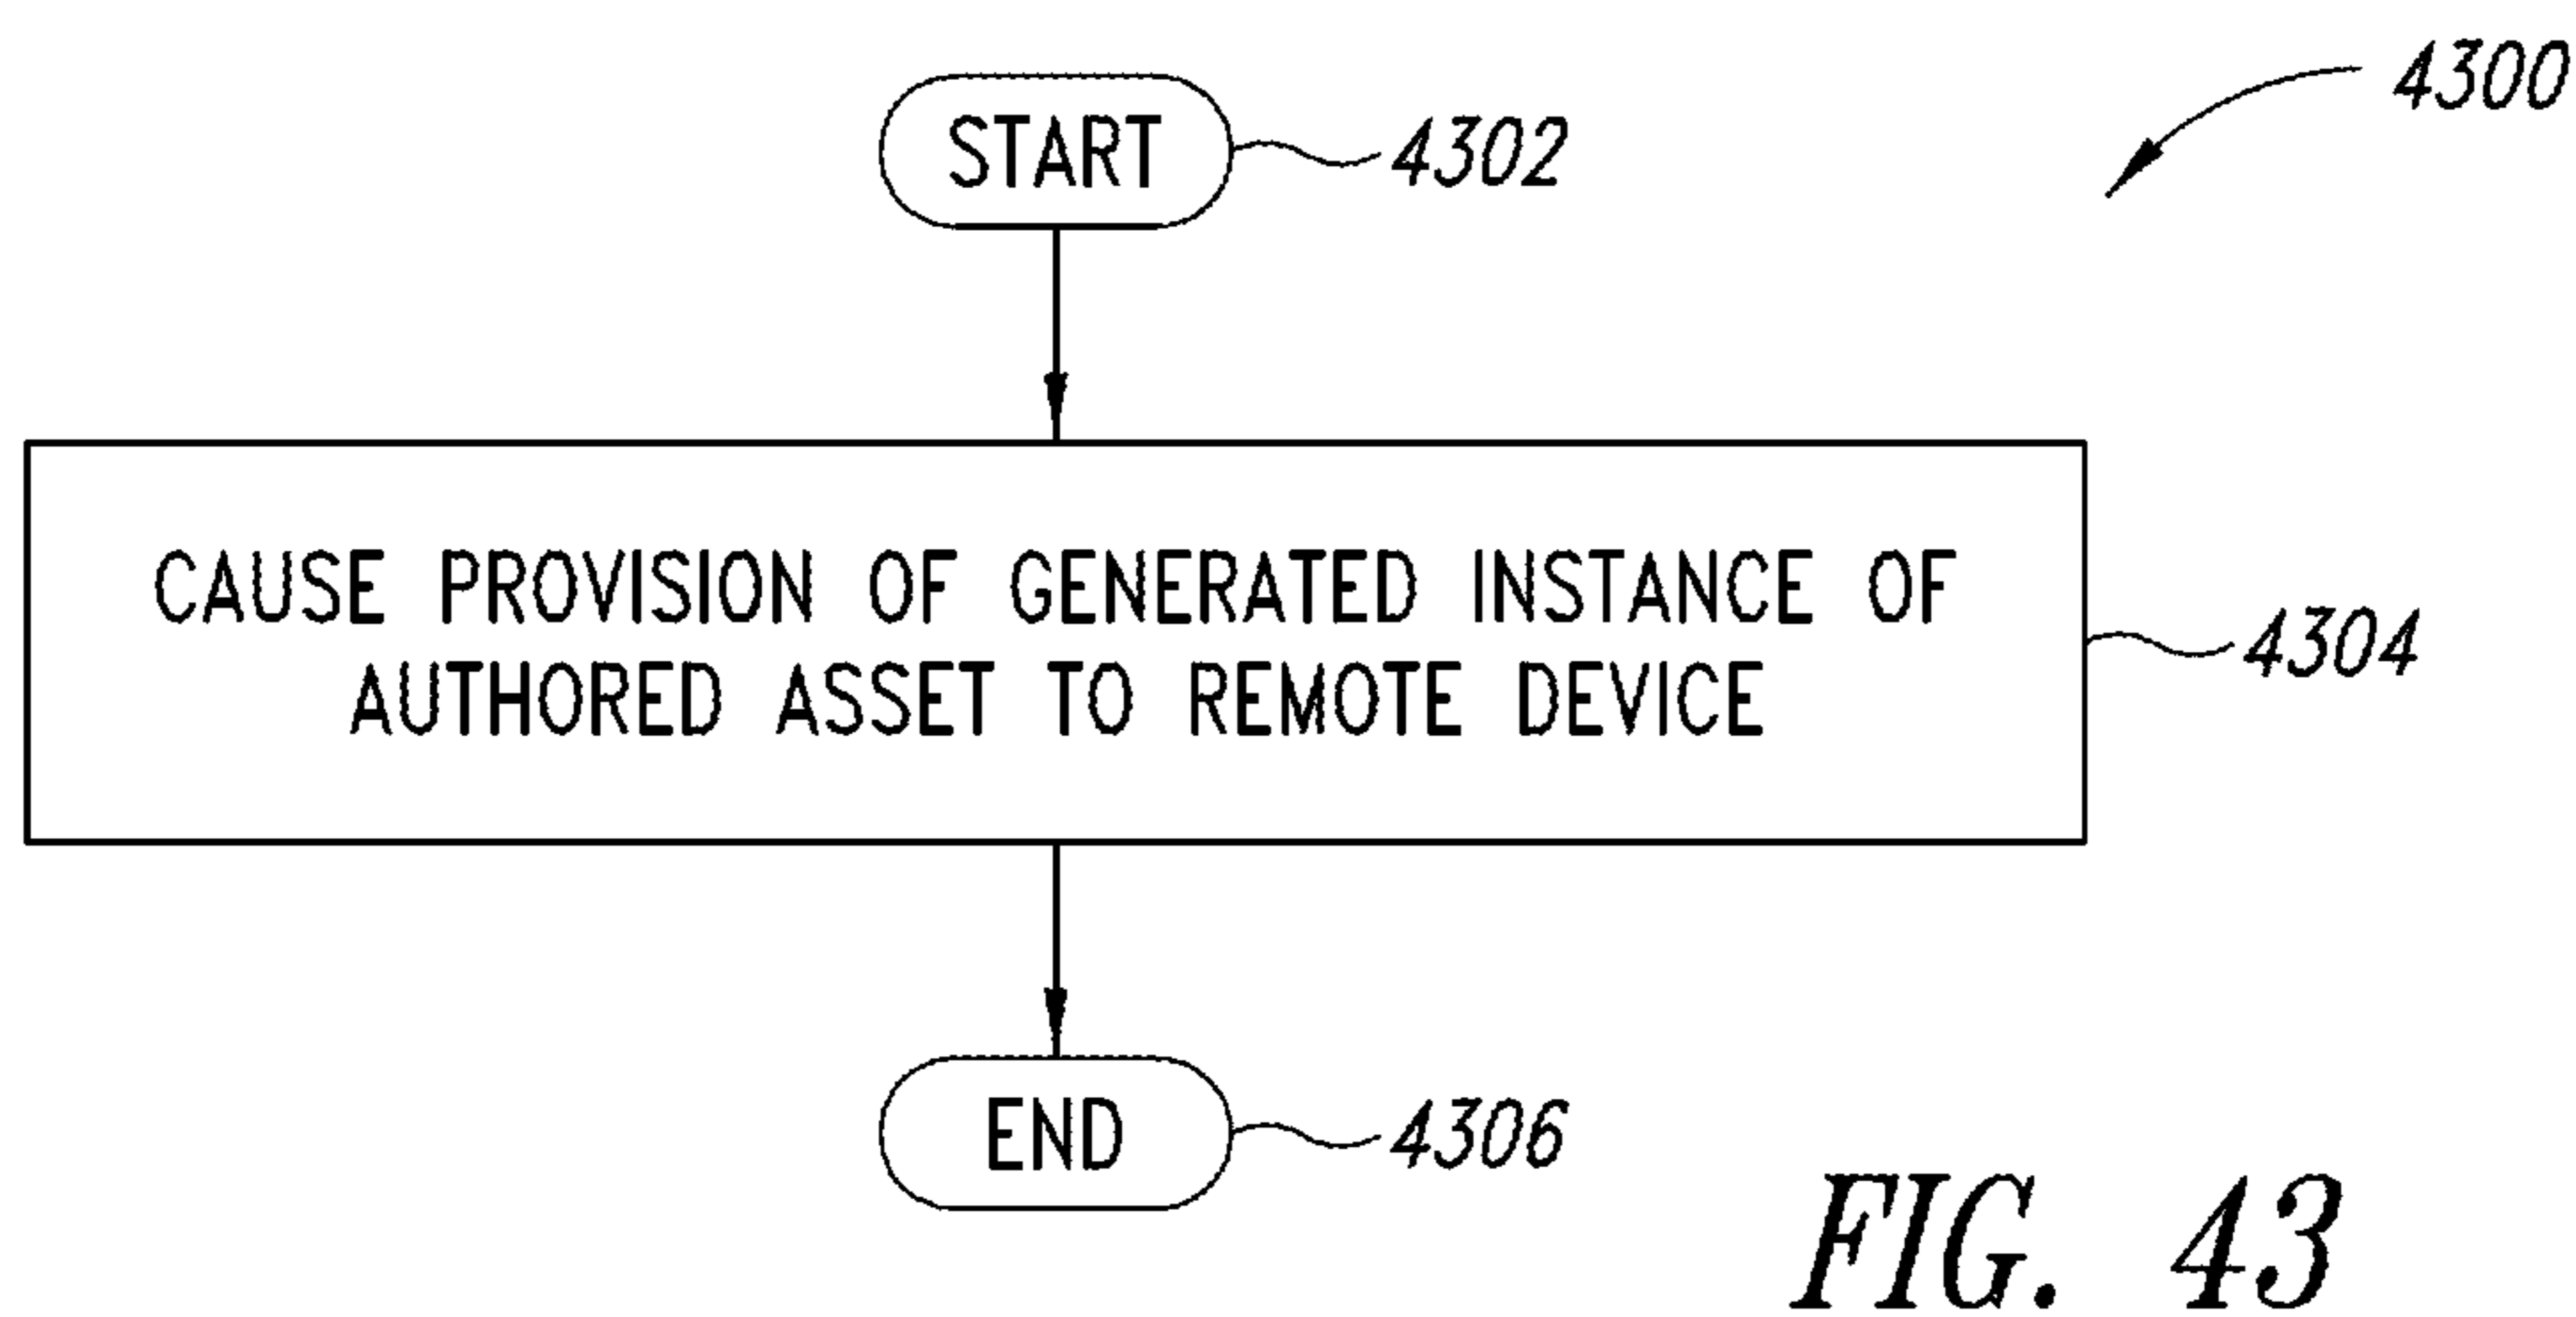 4300
START
4302
CAUSE PROVISION OF GENERATED INSTANCE OF
AUTHORED ASSET TO REMOTE DEVICE
4304
END
4306
FIG. 43